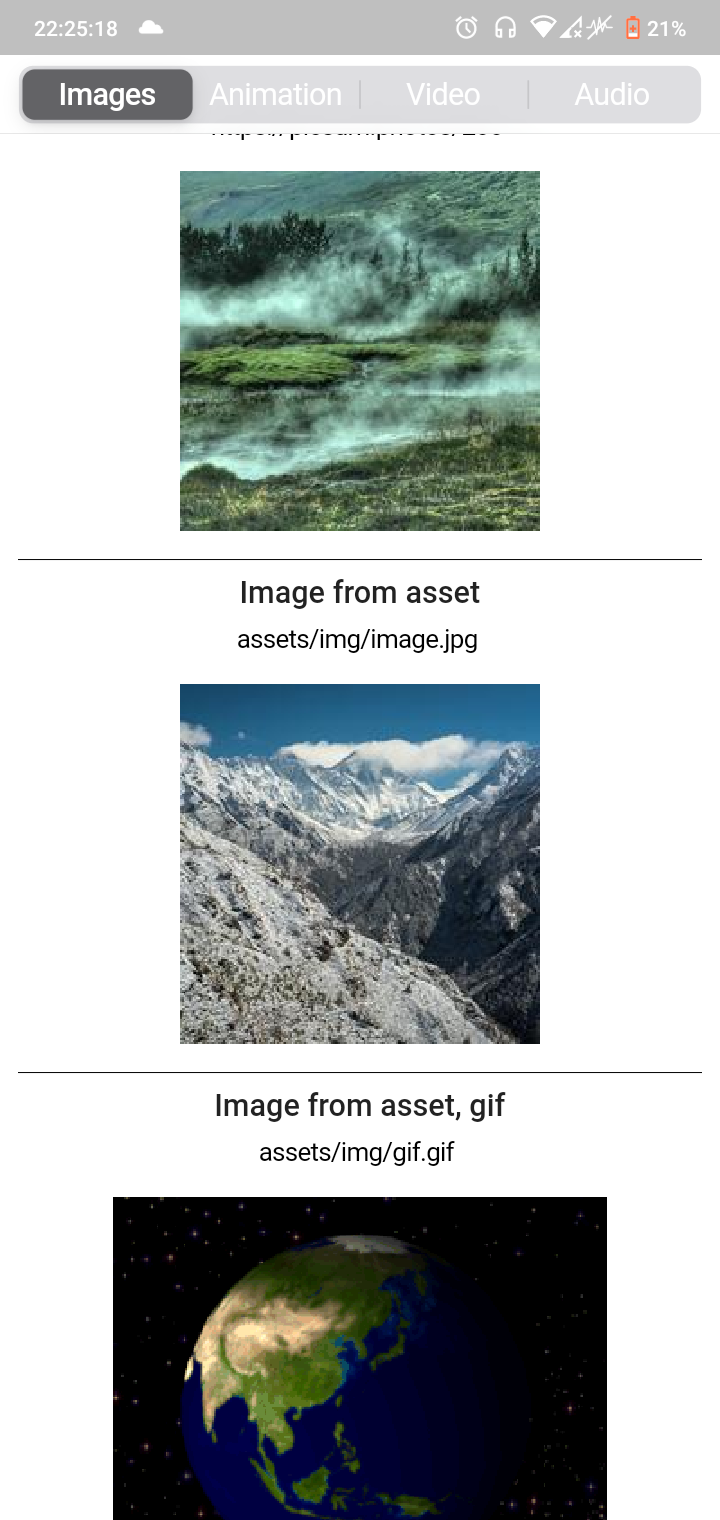 22:25:18
21%
Images
Animation
Video
Audio
Image from asset
assets/img/image.jpg
Image from asset, gif
assets/img/gif.gif